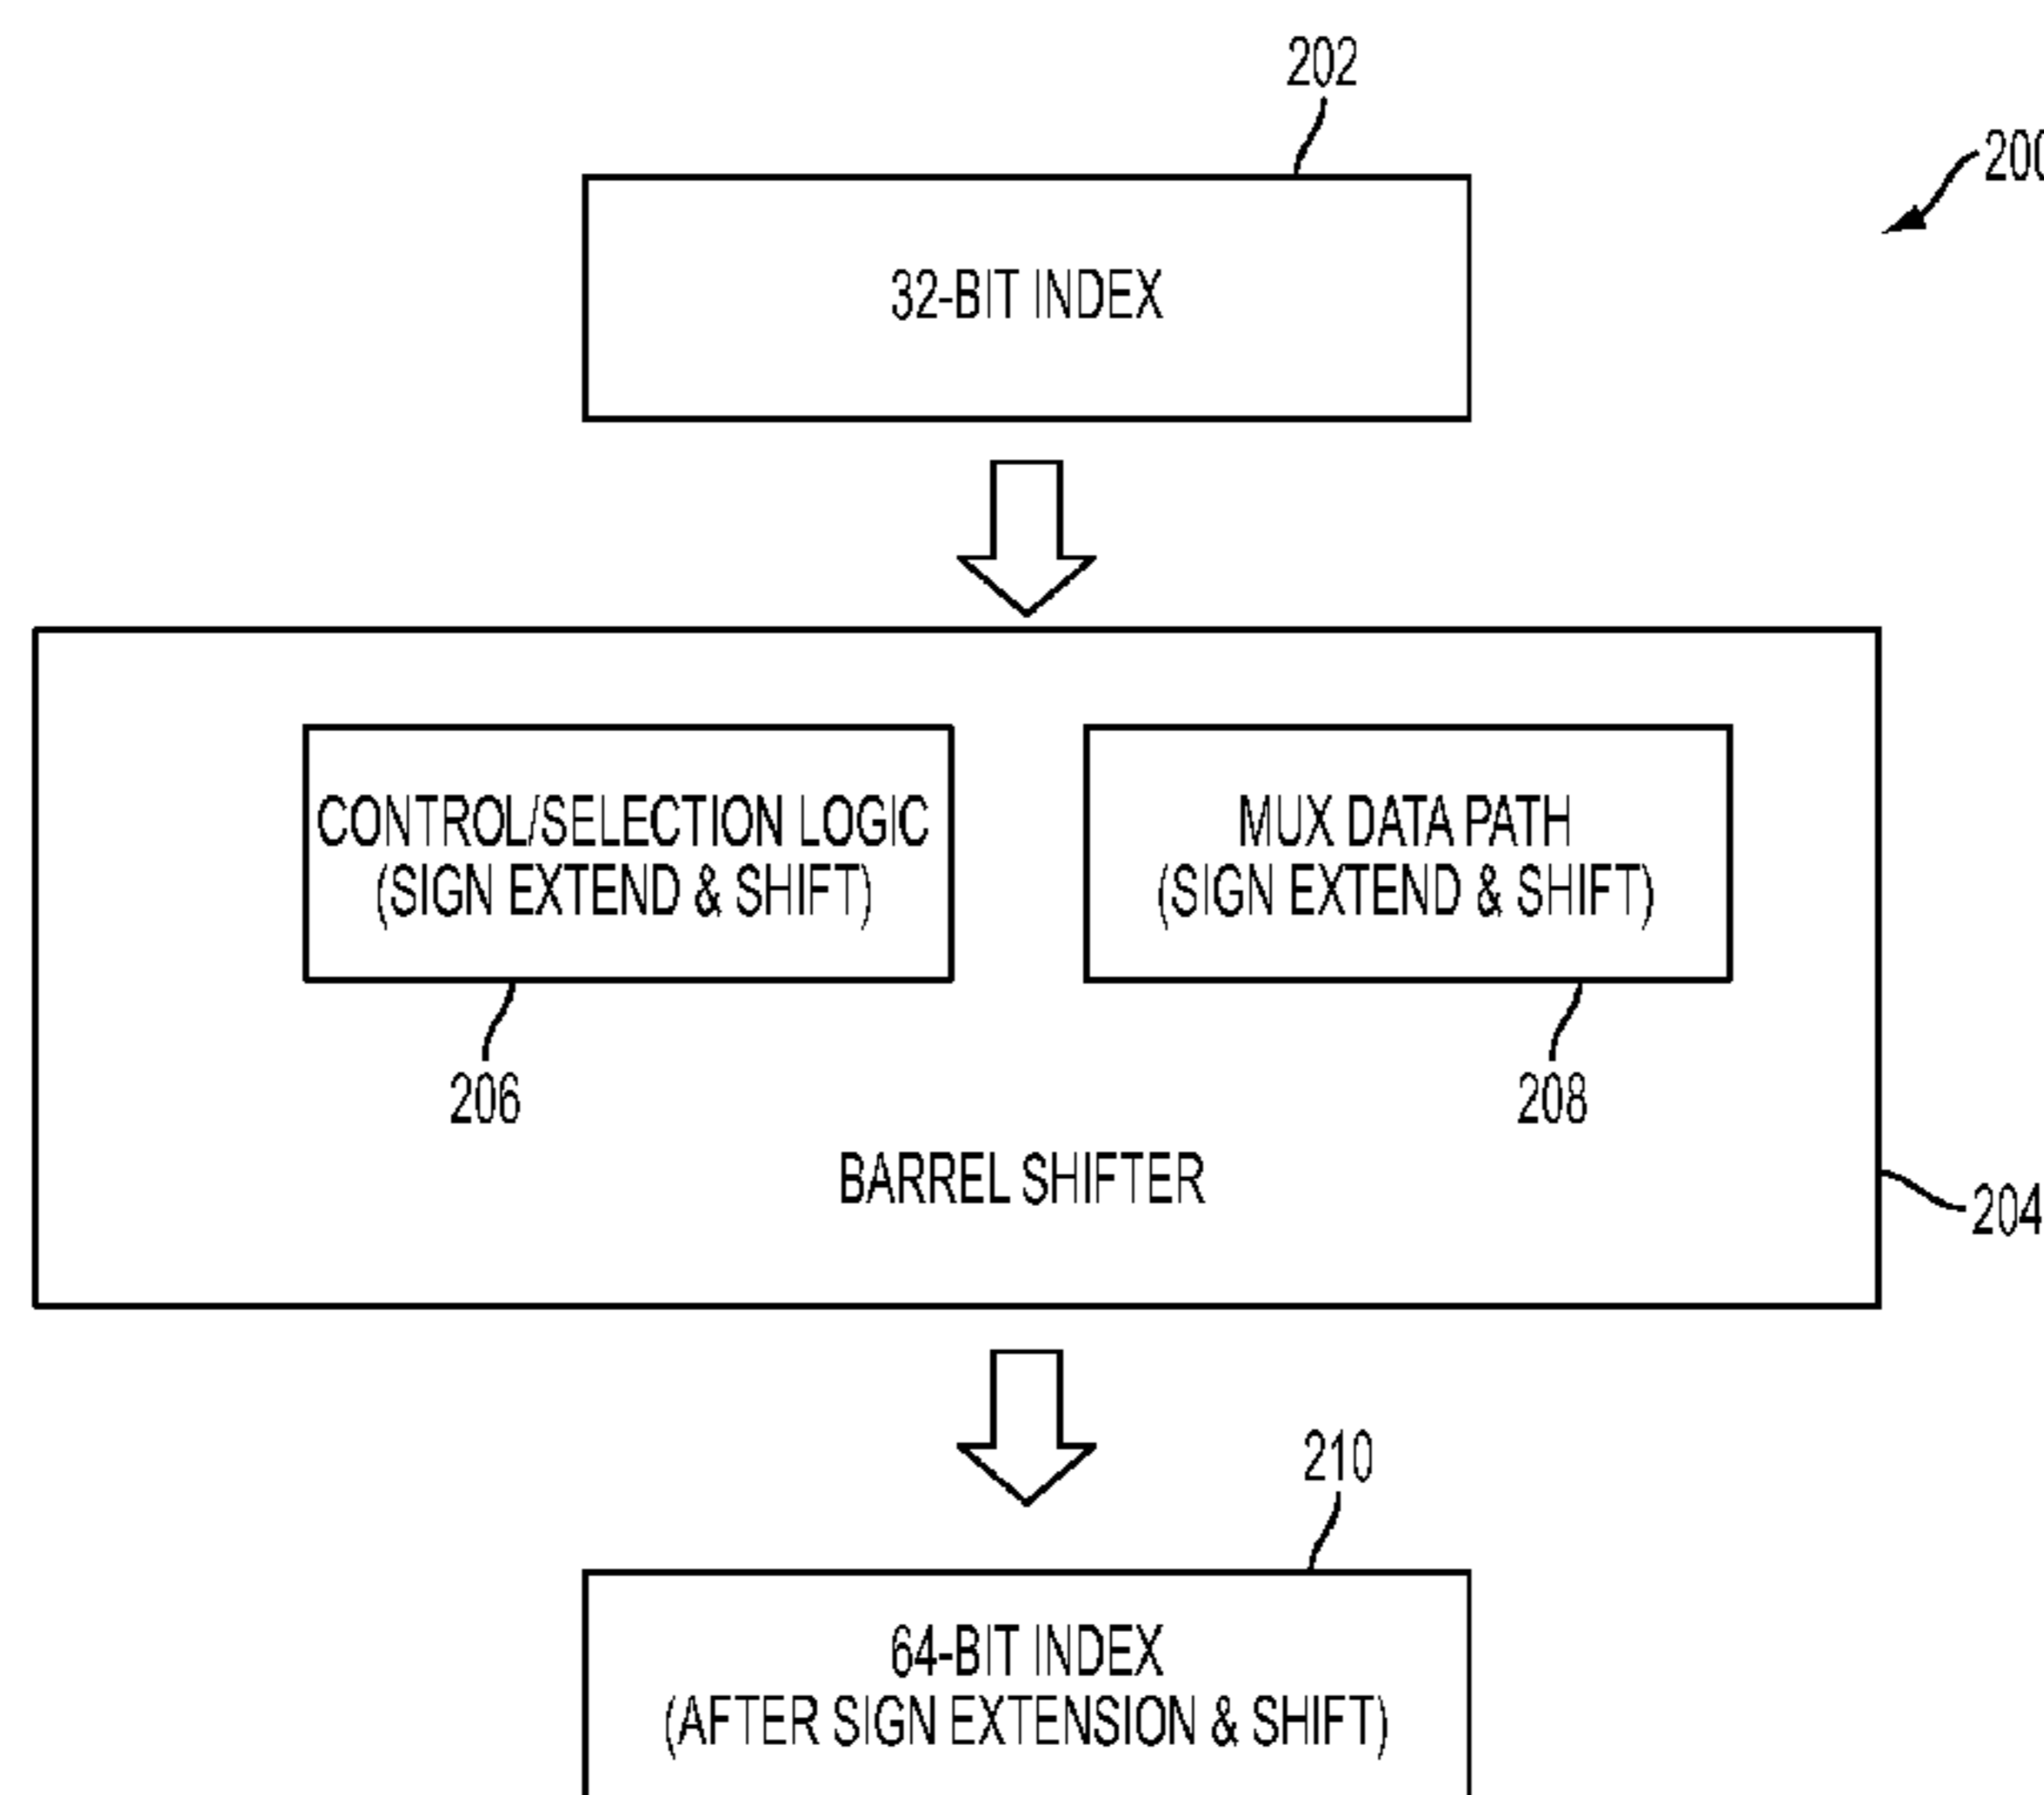 202
200
32-BIT INDEX
CONTROL/SELECTION LOGIC
(SIGN EXTEND & SHIFT)
MUX DATA PATH
(SIGN EXTEND & SHIFT)
206
208
BARREL SHIFTER
204
210
64-BIT INDEX
(AFTER SIGN EXTENSION & SHIFT)